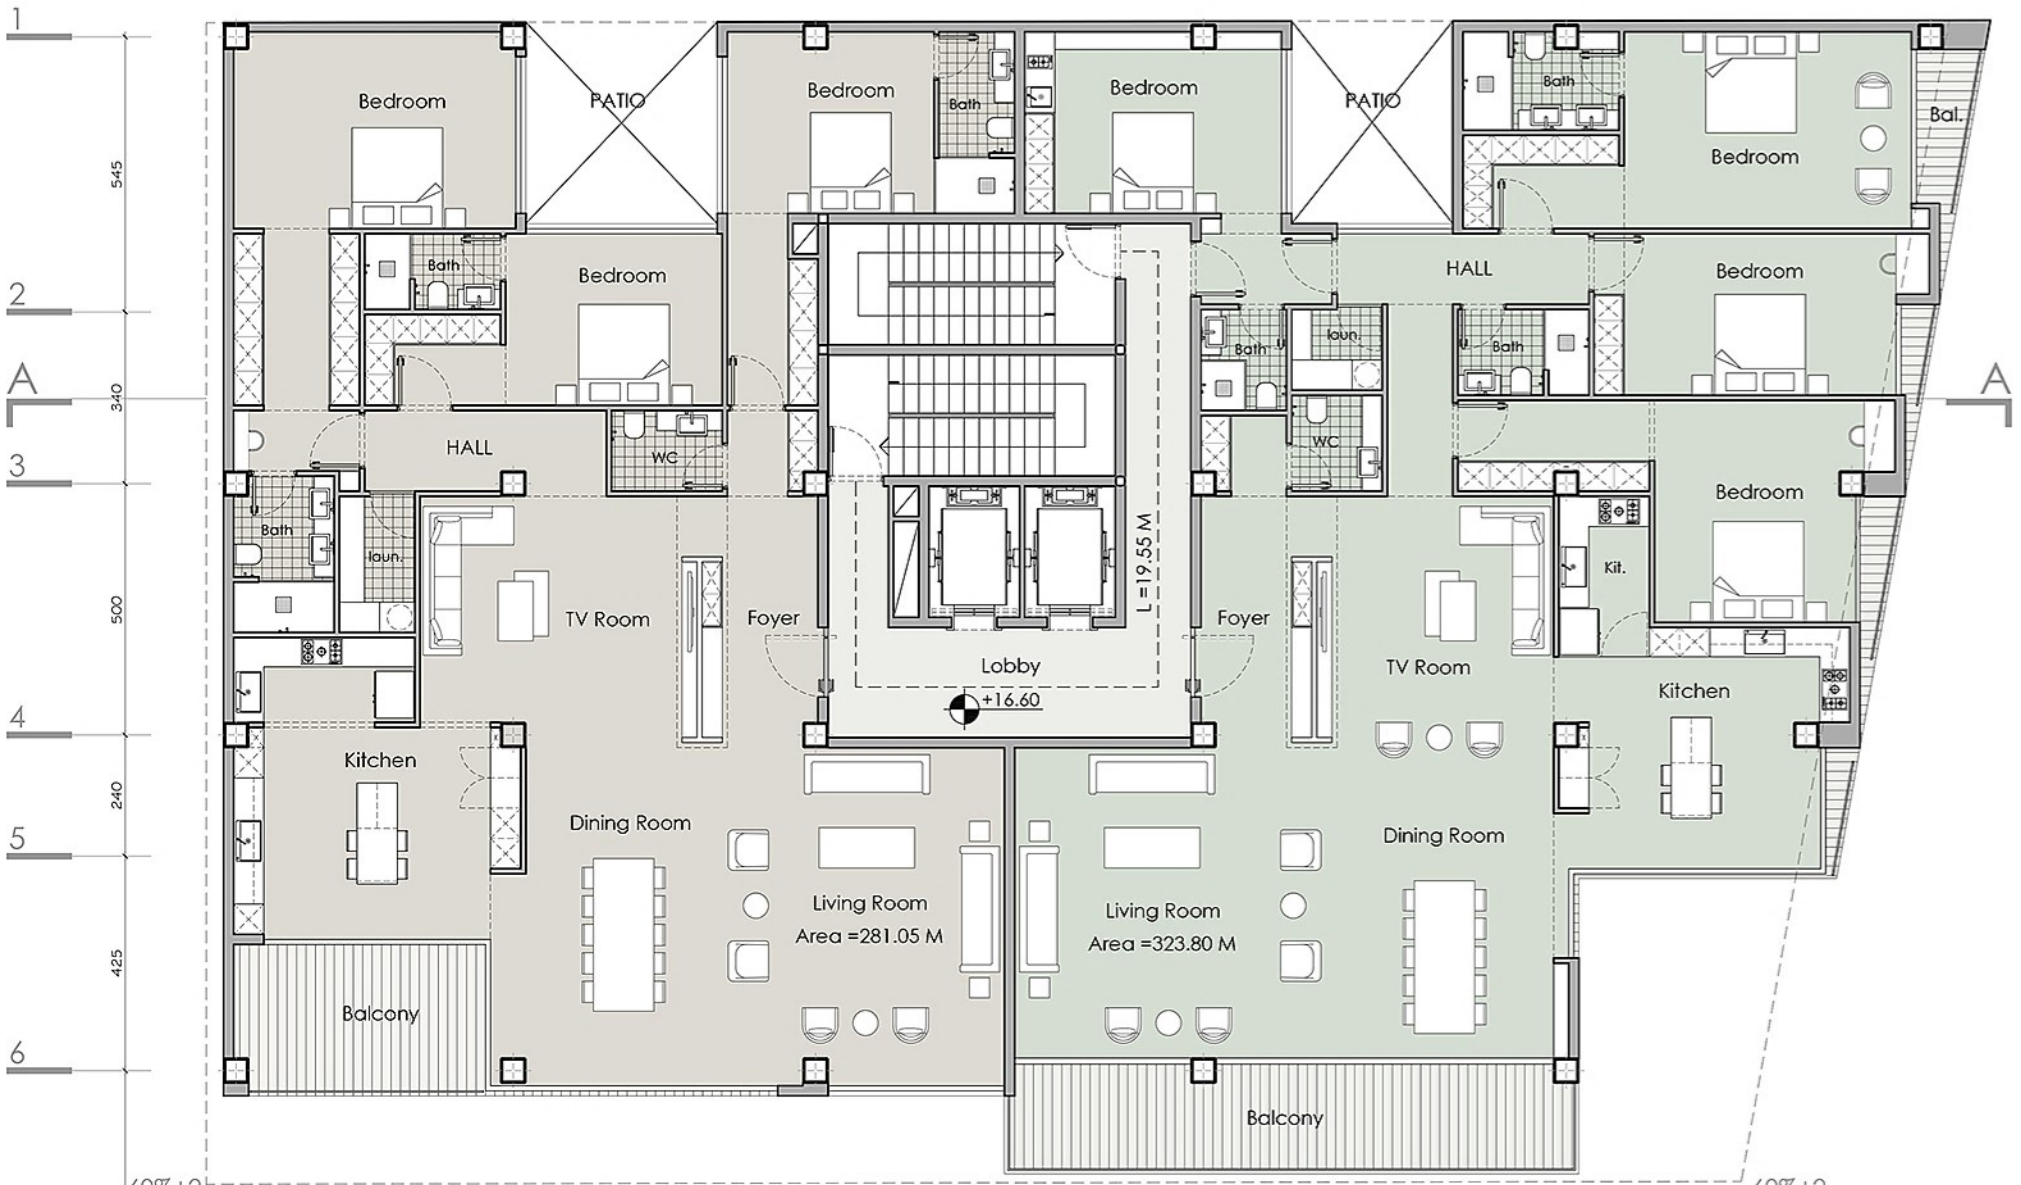 1
2
A
3
4
5
6
545
340
500
240
425
Bedroom
PATIO
Bedroom
Bath
Bedroom
PATIO
Bath
Bedroom
Bal.
Bath
Bedroom
HALL
Bedroom
Bath
laun.
Bath
A
HALL
WC
WC
Bedroom
Bath
laun.
TV Room
Foyer
L=19.55 M
Lobby
+16.60
Foyer
TV Room
Kit.
Kitchen
Kitchen
Dining Room
Dining Room
Living Room
Area =281.05 M
Living Room
Area =323.80 M
Balcony
Balcony